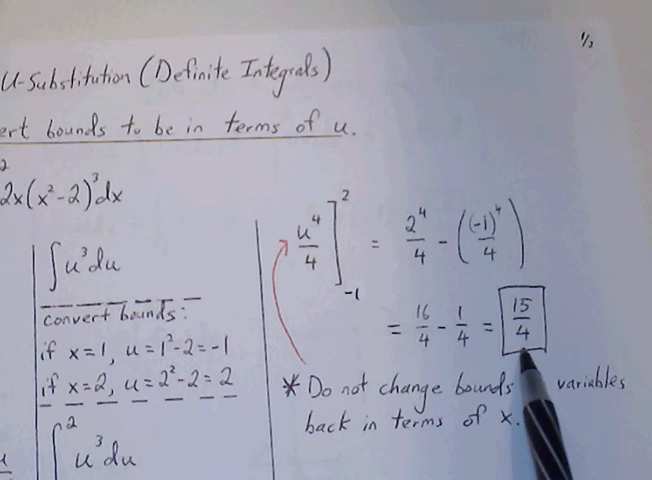 1/2
U-Substitution (Definite Integrals)
ert bounds to be in terms of u.
2
2x(x²-2)³dx
∫u³du
convert bounds:
if x=1, u=1²-2=-1
if x=2, u=2²-2=2
∫² u³du
u⁴/4 ]²₋₁ = 2⁴/4 - ((-1)⁴/4)
= 16/4 - 1/4 = 15/4
* Do not change bounds variables
back in terms of x.